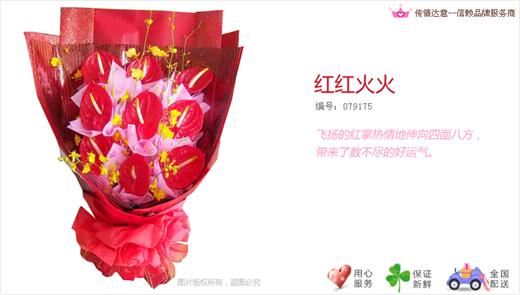 传情达意--信赖品牌服务商
红红火火
编号：079175
飞扬的红掌热情地伸向四面八方，
带来了数不尽的好运气。
图片版权所有，盗图必究
用心
服务
保证
新鲜
全国
配送